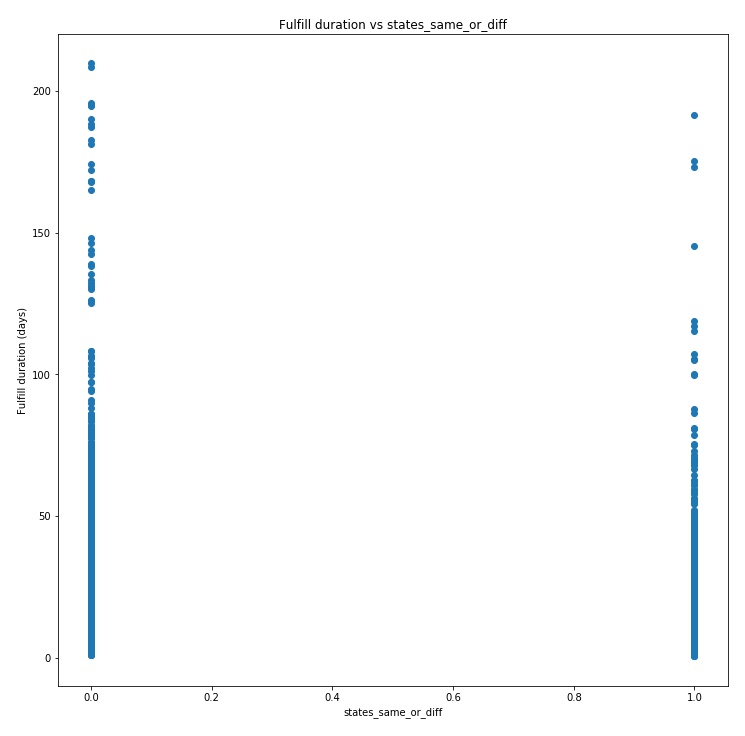 Fulfill duration vs states_same_or_diff
Fulfill duration (days)
200
150
100
50
0
0.0 0.2 0.4 0.6 0.8 1.0
states_same_or_diff